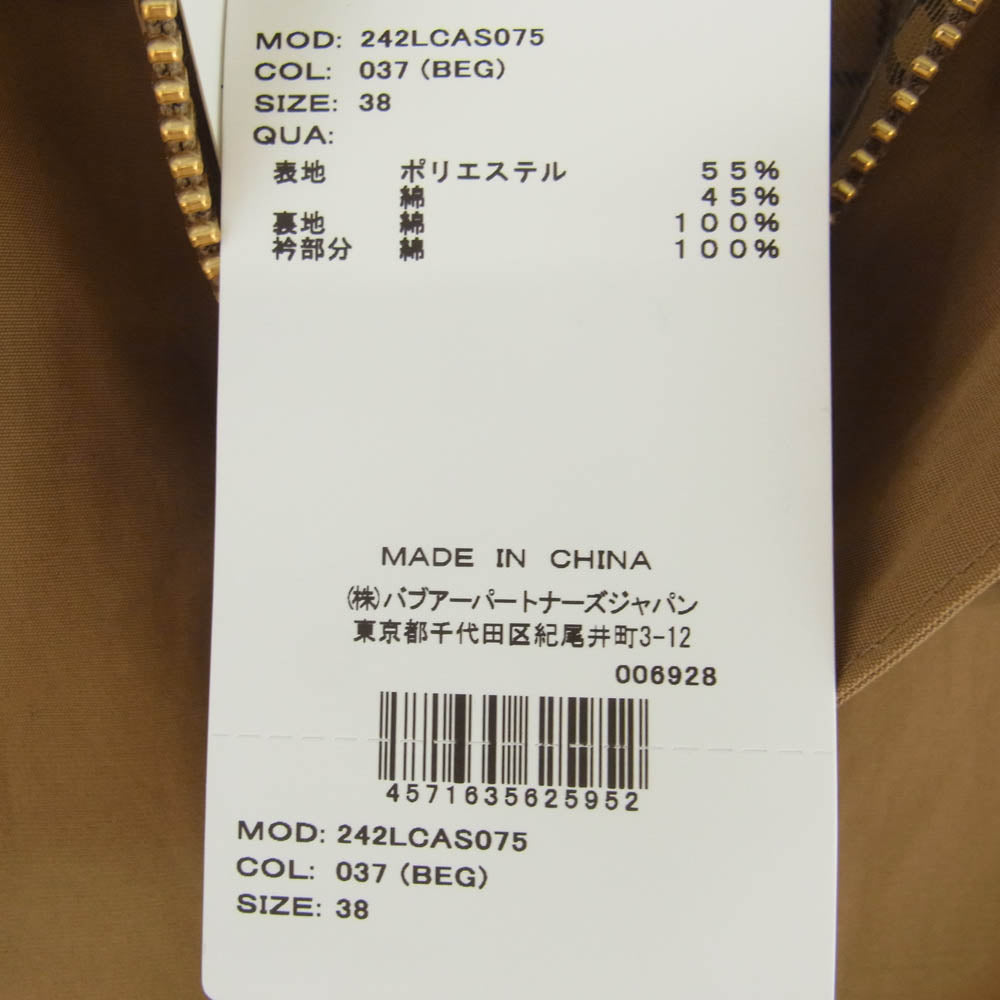 MOD: 242LCAS075
COL: 037 (BEG)
SIZE: 38
QUA:
表地 ポリエステル 55%
綿 45%
裏地 綿 100%
衿部分 綿 100%
MADE IN CHINA
(株)バブアーパートナーズジャパン
東京都千代田区紀尾井町3-12
006928
4571635625952
MOD: 242LCAS075
COL: 037 (BEG)
SIZE: 38